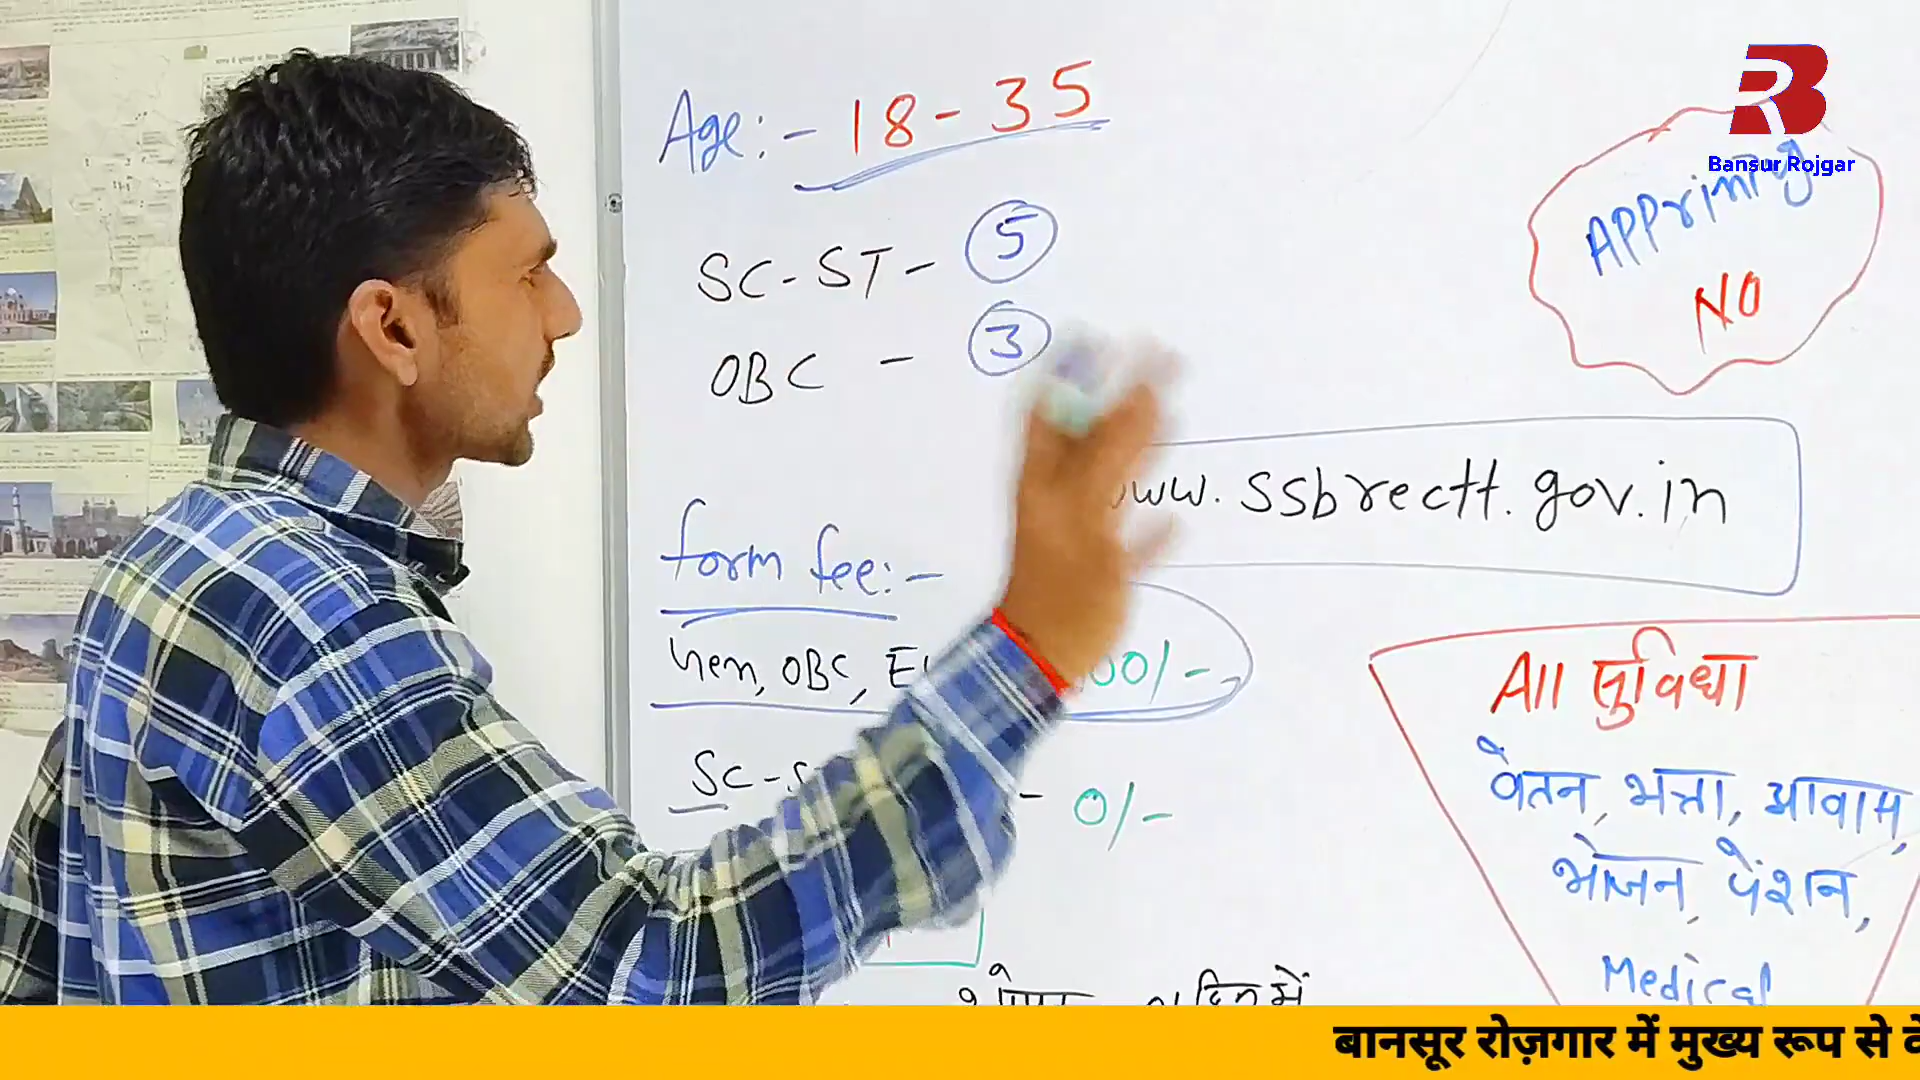 Age:- 18-35
SC-ST- 5
OBC - 3
Form fee:-
Gen, OBC, 00/-
SC- - 0/-
Bansur Rojgar
APPriming
NO
www.ssbrectt.gov.in
All सुविधा
वेतन, भत्ता, आवास,
भोजन, पेंशन,
Medical
दिन में
बानसूर रोज़गार में मुख्य रूप से